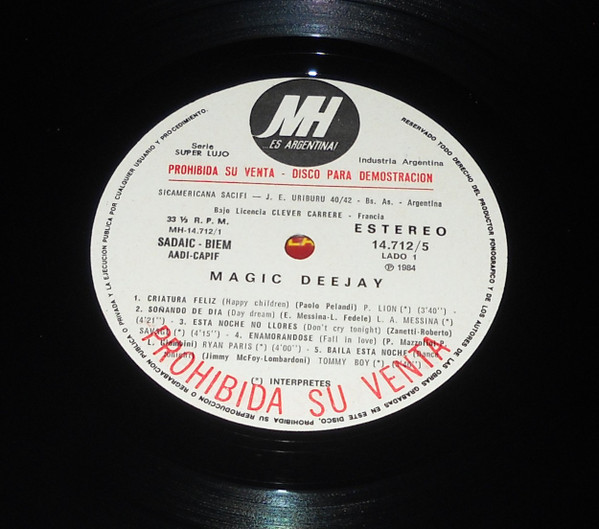 MH
...ES ARGENTINA!
Serie
SUPER LUJO
Industria Argentina
PROHIBIDA SU VENTA - DISCO PARA DEMOSTRACION
SICAMERICANA SACIFI — J. E. URIBURU 40/42 - Bs. As. - Argentina
Bajo Licencia CLEVER CARRERE - Francia
33 ⅓ R. P. M.
MH-14.712/1
SADAIC - BIEM
AADI-CAPIF
ESTEREO
14.712/5
LADO 1
Ⓟ 1984
MAGIC DEEJAY
1. CRIATURA FELIZ (Happy children) (Paolo Pelandi) P. LION (*) (3'40'') -
2. SOÑANDO DE DIA (Day dream) (E. Messina-L. Fedele) L. A. MESSINA (*)
(4'21'') - 3. ESTA NOCHE NO LLORES (Don't cry tonight) (Zanetti-Roberto)
SAVAGE (*) (4'15'') - 4. ENAMORANDOSE (Fall in love) (P. Mazzolini-P.
L. Giombini) RYAN PARIS (*) (4'00'') - 5. BAILA ESTA NOCHE (Dance
(Jimmy McFoy-Lombardoni) TOMMY BOY (*)
(*) INTERPRETES
PROHIBIDA SU VENTA
RESERVADO TODO DERECHO DEL PRODUCTOR FONOGRAFICO Y DE LOS AUTORES DE LAS OBRAS GRABADAS EN ESTE DISCO. PROHIBIDA SU REPRODUCCION O REGRABACION PUBLICA O PRIVADA Y LA EJECUCION PUBLICA POR CUALQUIER USUARIO Y PROCEDIMIENTO.